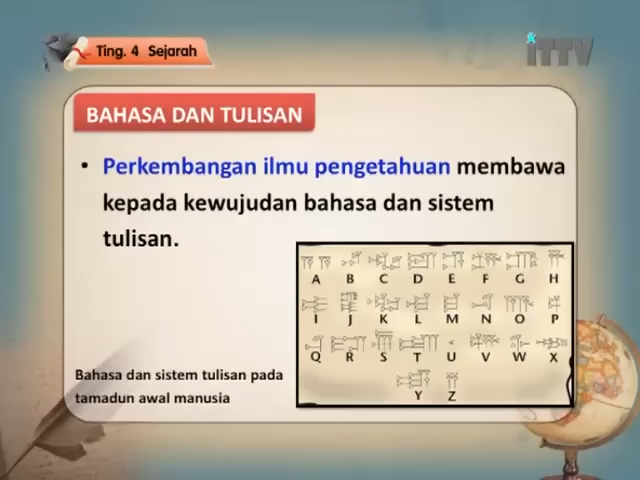 Ting. 4 Sejarah
iTTV
BAHASA DAN TULISAN
• Perkembangan ilmu pengetahuan membawa
kepada kewujudan bahasa dan sistem
tulisan.
A B C D E F G H
I J K L M N O P
Q R S T U V W X
Y Z
Bahasa dan sistem tulisan pada
tamadun awal manusia